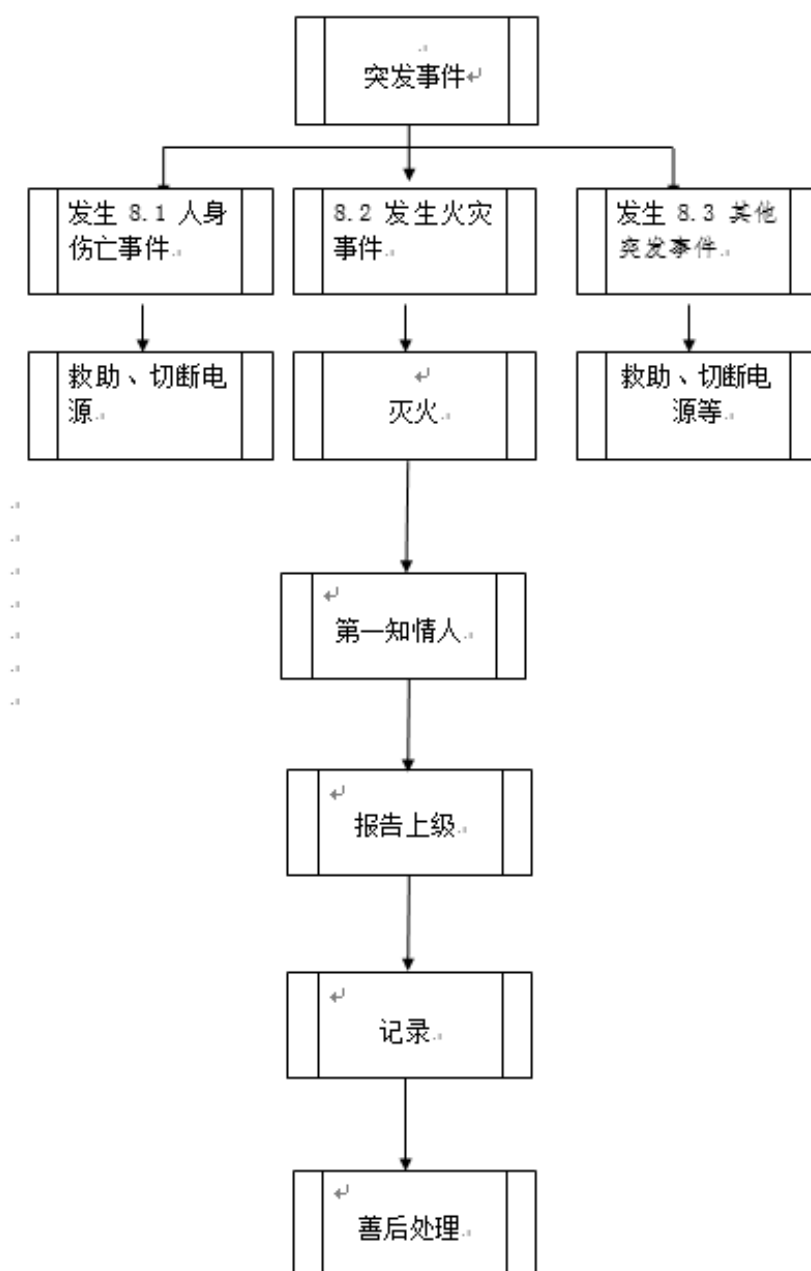 突发事件
发生 8.1 人身
伤亡事件
8.2 发生火灾
事件
发生 8.3 其他
突发事件
救助、切断电
源
灭火
救助、切断电
源等
第一知情人
报告上级
记录
善后处理